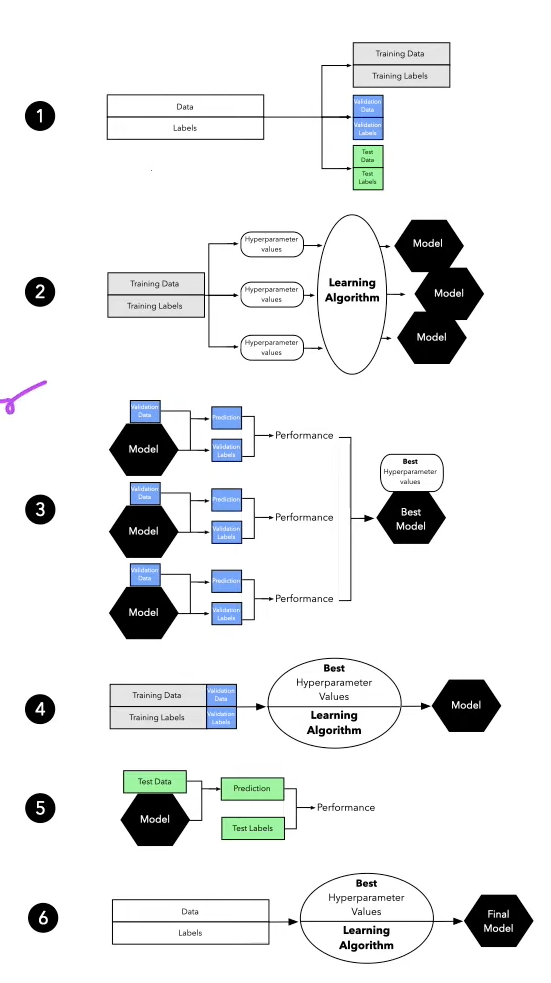 1
Data
Labels
Training Data
Training Labels
Validation
Data
Validation
Labels
Test
Data
Test
Labels
2
Training Data
Training Labels
Hyperparameter
values
Hyperparameter
values
Hyperparameter
values
Learning
Algorithm
Model
Model
Model
3
Validation
Data
Model
Prediction
Validation
Labels
Performance
Validation
Data
Model
Prediction
Validation
Labels
Performance
Validation
Data
Model
Prediction
Validation
Labels
Performance
Best
Hyperparameter
values
Best
Model
4
Training Data
Training Labels
Validation
Data
Validation
Labels
Best
Hyperparameter
Values
Learning
Algorithm
Model
5
Test Data
Model
Prediction
Test Labels
Performance
6
Data
Labels
Best
Hyperparameter
Values
Learning
Algorithm
Final
Model